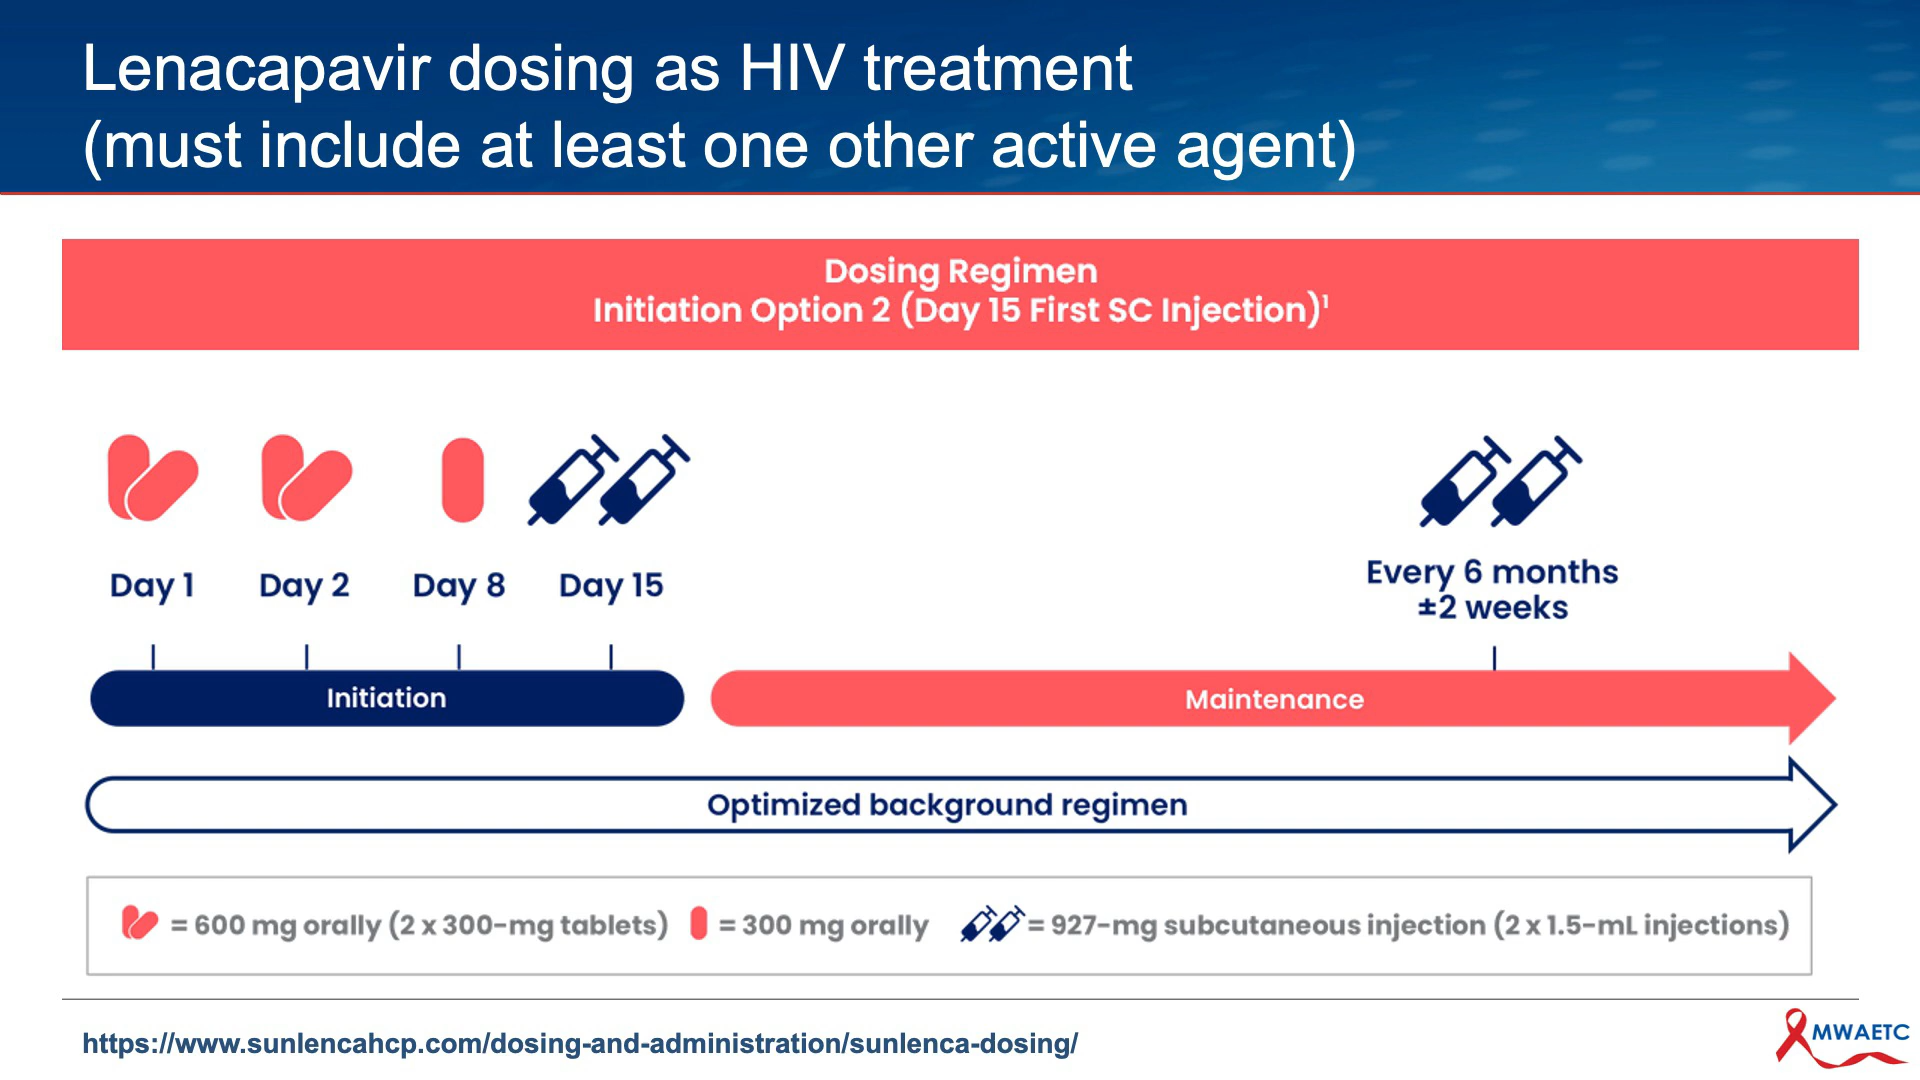 Lenacapavir dosing as HIV treatment
(must include at least one other active agent)
Dosing Regimen
Initiation Option 2 (Day 15 First SC Injection)¹
Day 1 Day 2 Day 8 Day 15
Every 6 months
±2 weeks
Initiation
Maintenance
Optimized background regimen
= 600 mg orally (2 x 300-mg tablets) = 300 mg orally = 927-mg subcutaneous injection (2 x 1.5-mL injections)
https://www.sunlencahcp.com/dosing-and-administration/sunlenca-dosing/
MWAETC